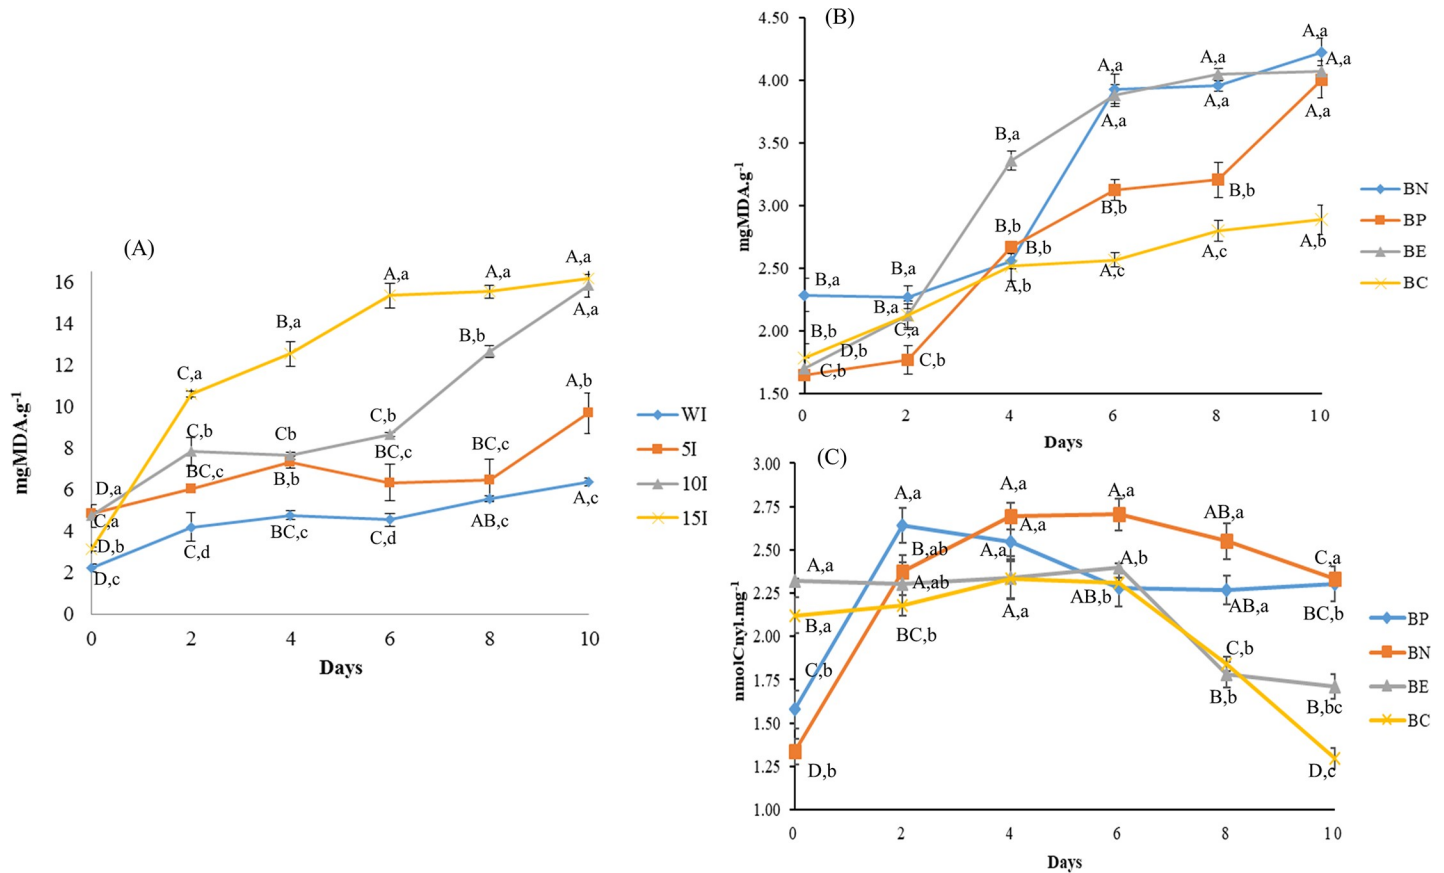 (A)
mgMDA.g-1
16
14
12
10
8
6
4
2
0
0 2 4 6 8 10
Days
D,a
C,a
D,b
D,c
C,a
C,b
BC,c
C,d
B,a
Cb
B,b
BC,c
A,a
C,b
BC,c
C,d
A,a
B,b
BC,c
AB,c
A,a
A,a
A,b
A,c
WI
5I
10I
15I
(B)
mgMDA.g-1
4.50
4.00
3.50
3.00
2.50
2.00
1.50
0 2 4 6 8 10
Days
B,a
B,b
D,b
C,b
B,a
B,a
C,a
C,b
B,a
B,b
B,b
A,b
A,a
A,a
B,b
A,c
A,a
A,a
B,b
A,c
A,a
A,a
A,a
A,b
BN
BP
BE
BC
(C)
nmolCnyl.mg-1
3.00
2.75
2.50
2.25
2.00
1.75
1.50
1.25
1.00
0 2 4 6 8 10
Days
A,a
B,a
C,b
D,b
A,a
B,ab
A,ab
BC,b
A,a
A,a
A,a
A,a
A,a
A,b
AB,b
AB,a
AB,a
C,b
B,b
C,a
BC,b
B,bc
D,c
BP
BN
BE
BC